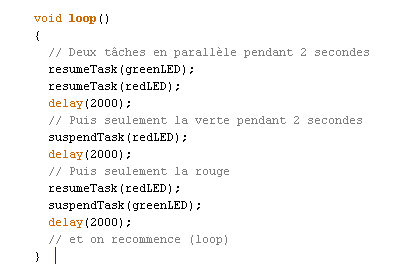 void loop()
{
// Deux tâches en parallèle pendant 2 secondes
resumeTask(greenLED);
resumeTask(redLED);
delay(2000);
// Puis seulement la verte pendant 2 secondes
suspendTask(redLED);
delay(2000);
// Puis seulement la rouge
resumeTask(redLED);
suspendTask(greenLED);
delay(2000);
// et on recommence (loop)
}